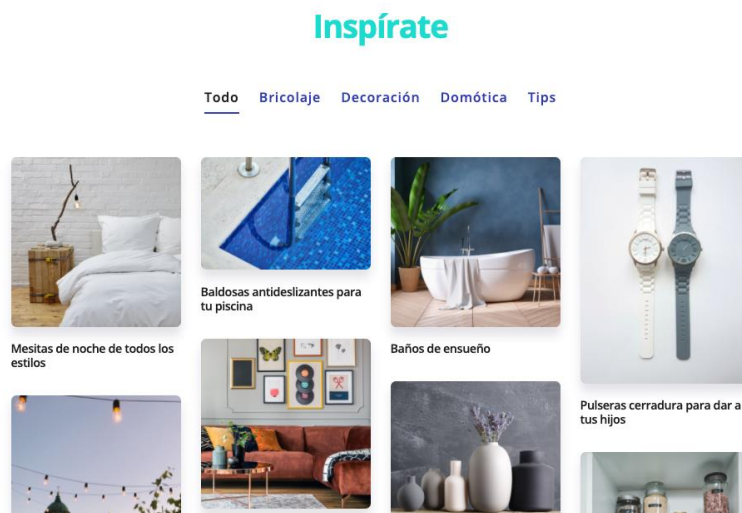 Inspírate
Todo Bricolaje Decoración Domótica Tips
Baldosas antideslizantes para
tu piscina
Mesitas de noche de todos los
estilos
Baños de ensueño
Pulseras cerradura para dar a
tus hijos